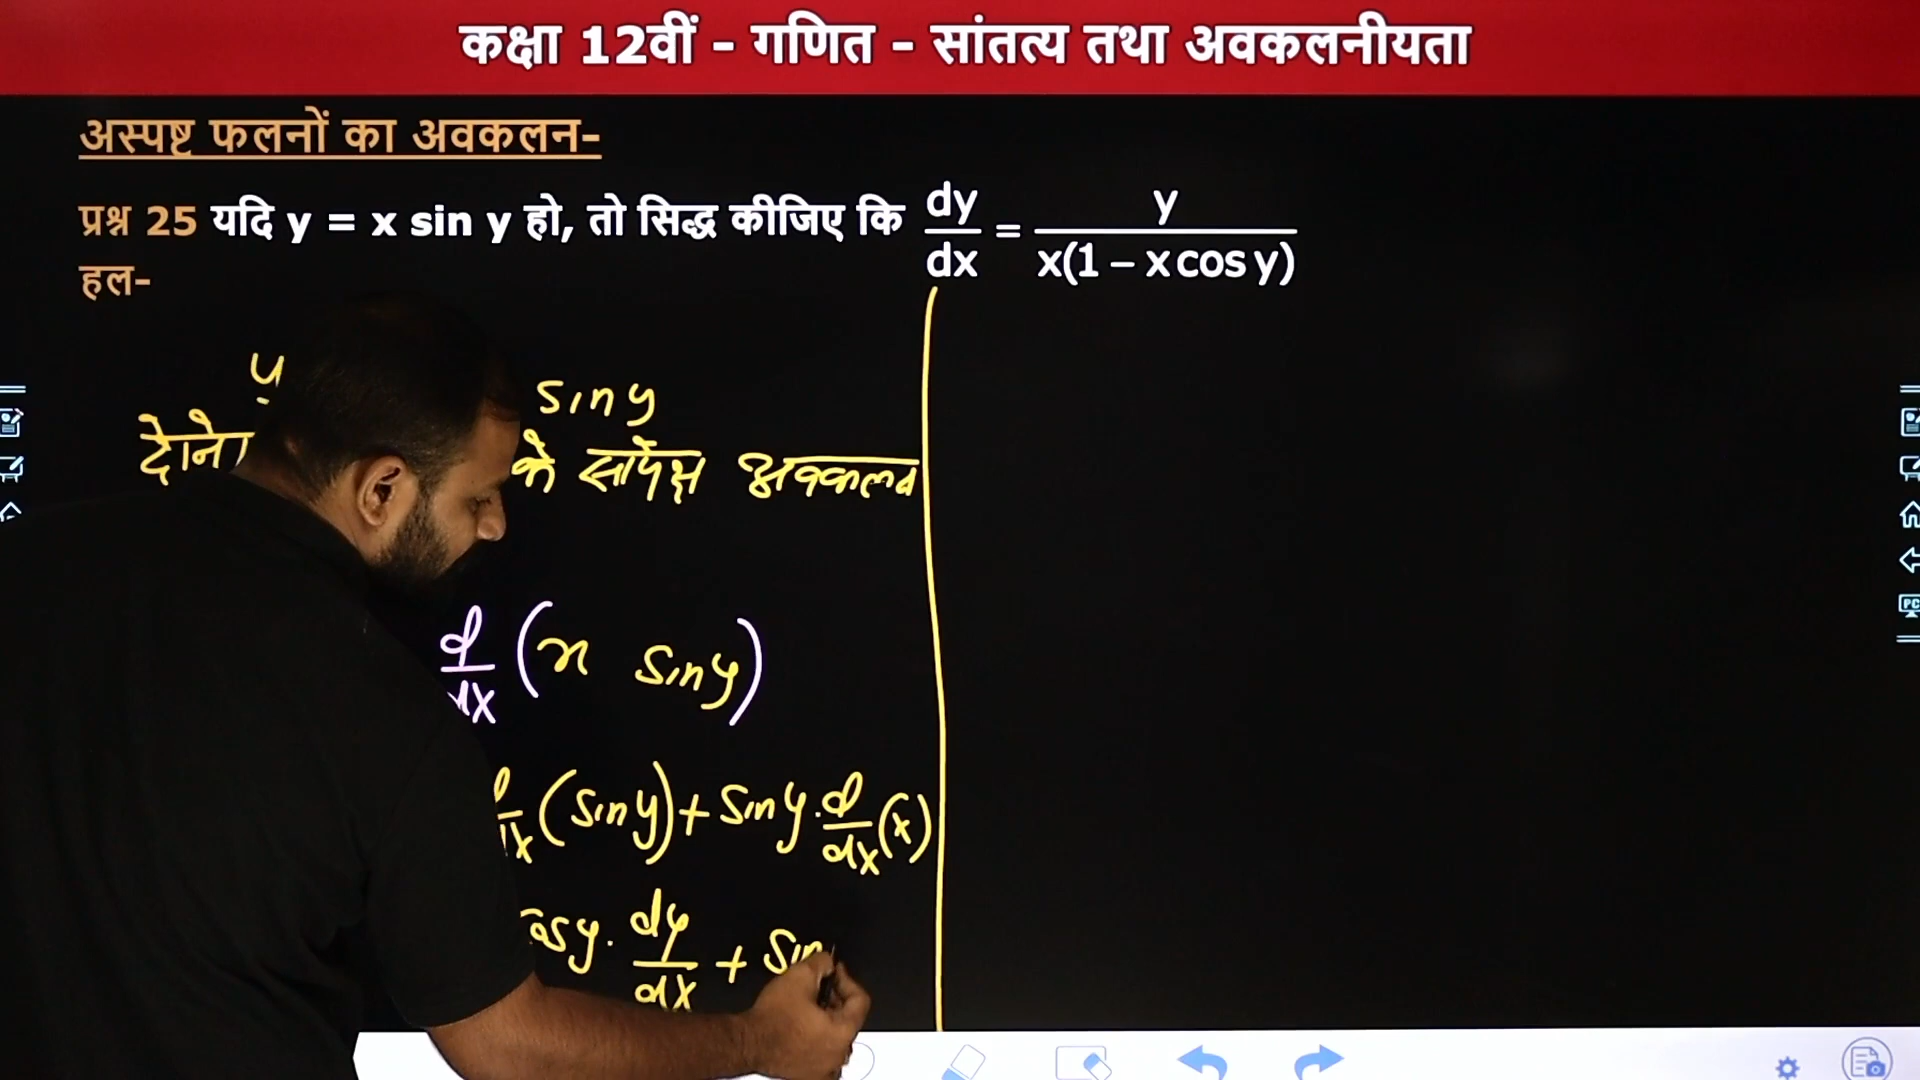 कक्षा 12वीं - गणित - सांतत्य तथा अवकलनीयता
अस्पष्ट फलनों का अवकलन-
प्रश्न 25 यदि y = x sin y हो, तो सिद्ध कीजिए कि dy/dx = y/x(1 – x cos y)
हल-
y sin y
दोनो के सापेक्ष अवकलन
d/dx (x sin y)
d/dx (sin y) + sin y · d/dx (x)
y · dy/dx + sin